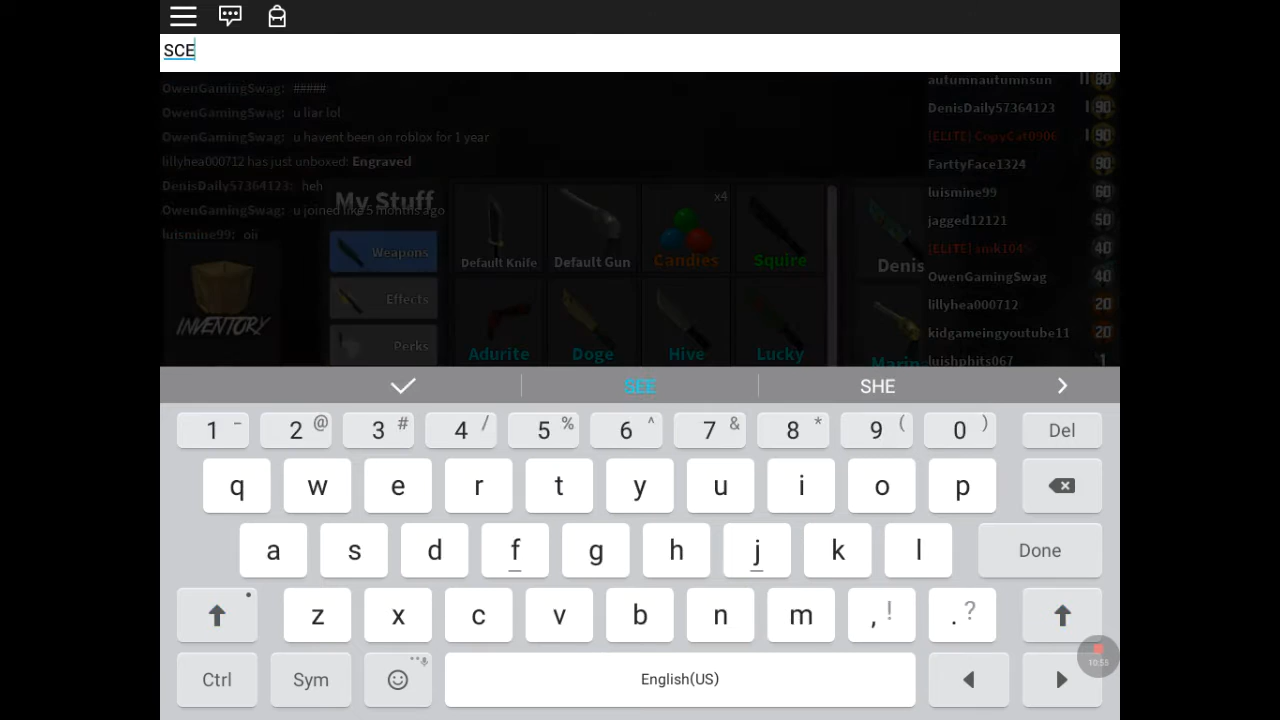 SCE
OwenGamingSwag: #####
OwenGamingSwag: u liar lol
OwenGamingSwag: u havent been on roblox for 1 year
lillyhea000712 has just unboxed: Engraved
DenisDaily57364123: heh
OwenGamingSwag: u joined like 5 months ago
luismine99: oii
INVENTORY
My Stuff
Weapons
Effects
Perks
Default Knife
Default Gun
x4
Candies
Squire
Adurite
Doge
Hive
Lucky
Denis
autumnautumnsun 80
DenisDaily57364123 I 90
[ELITE] CopyCat0906 I 90
FarttyFace1324 90
luismine99 60
jagged12121 50
40
OwenGamingSwag 40
lillyhea000712 20
kidgameingyoutube11 20
luishphits067 1
SEE SHE
1 - 2 @ 3 # 4 / 5 % 6 ^ 7 & 8 * 9 ( 0 ) Del
q w e r t y u i o p
a s d f g h j k l Done
z x c v b n m , ! . ?
Ctrl Sym English(US)
10:55